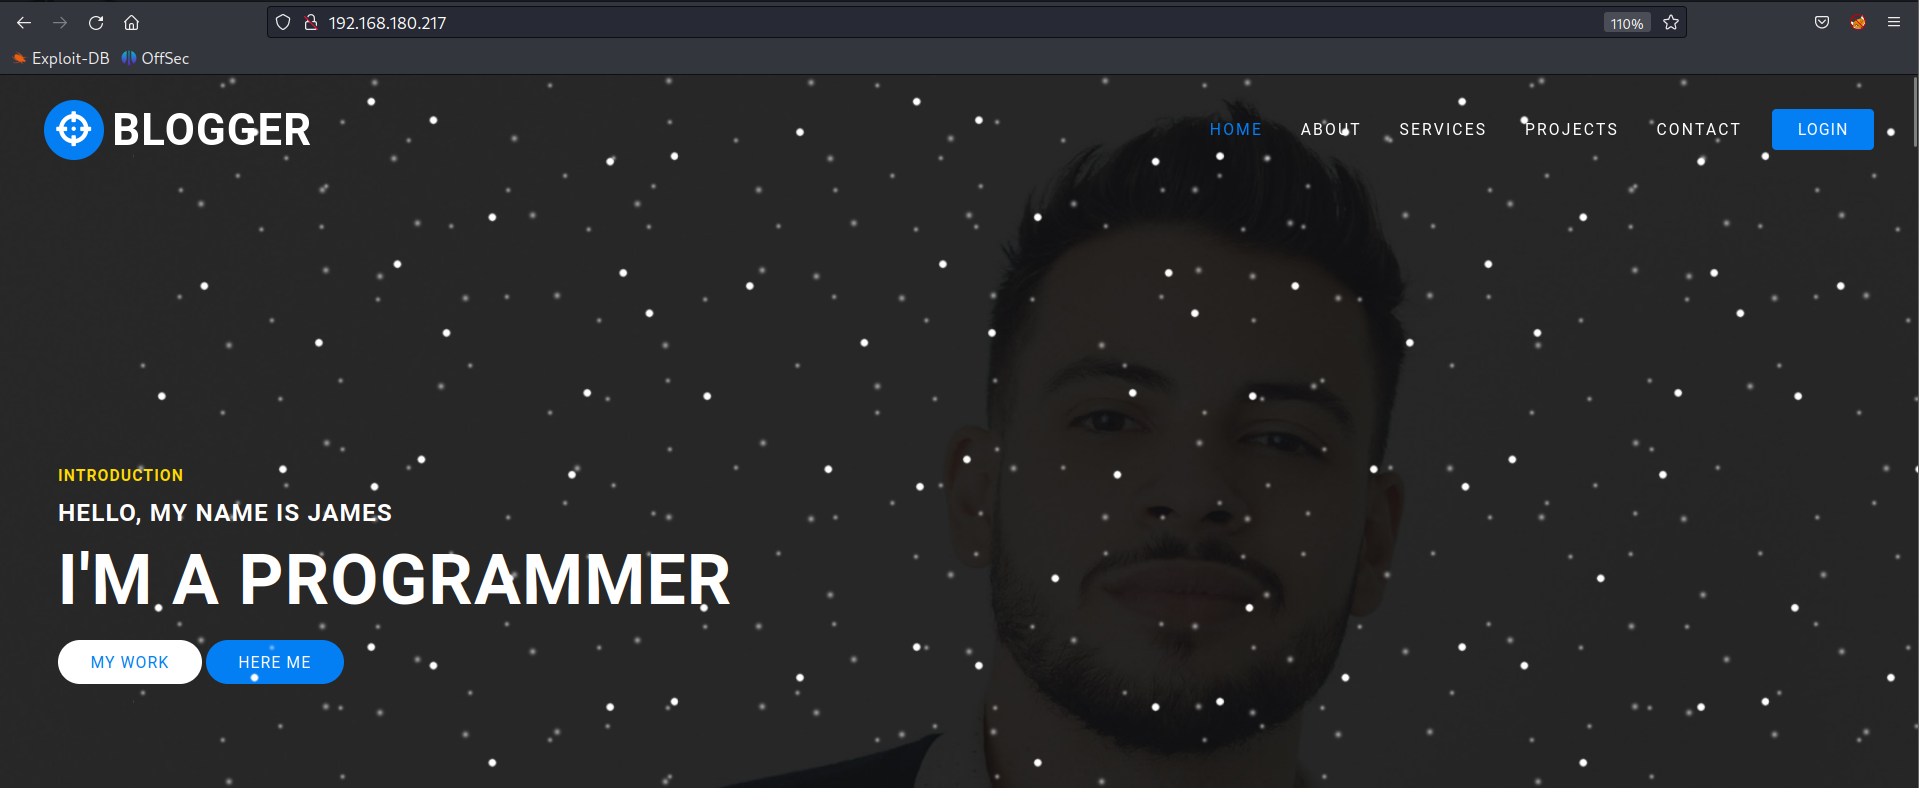 192.168.180.217
110%
Exploit-DB OffSec
BLOGGER
HOME ABOUT SERVICES PROJECTS CONTACT LOGIN
INTRODUCTION
HELLO, MY NAME IS JAMES
I'M A PROGRAMMER
MY WORK HERE ME